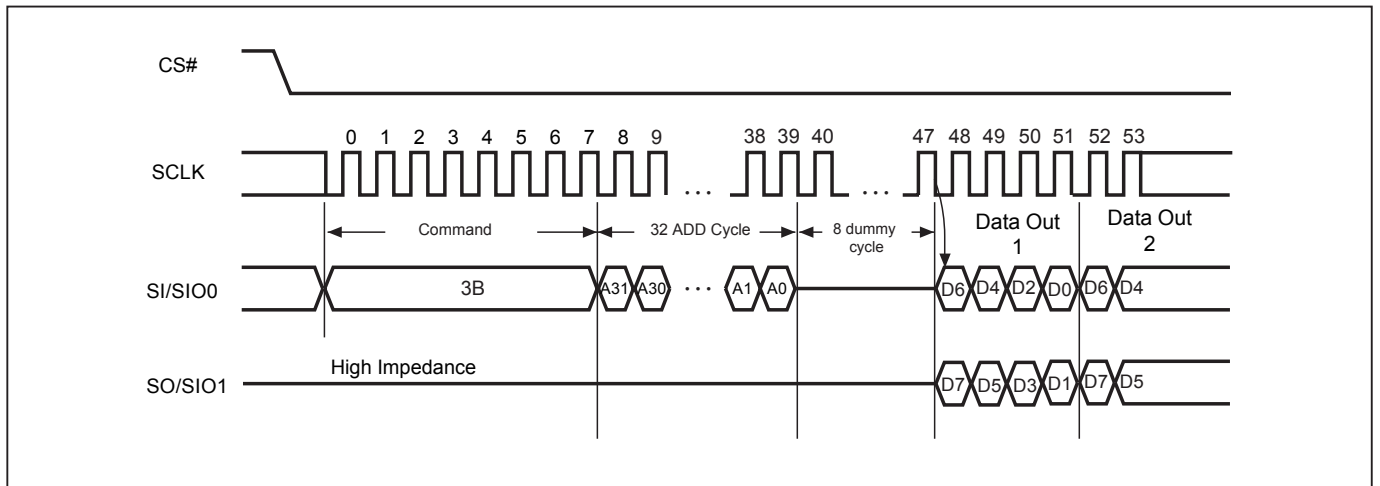 CS#
0 1 2 3 4 5 6 7 8 9 38 39 40 47 48 49 50 51 52 53
SCLK
... ...
Command 32 ADD Cycle 8 dummy cycle Data Out 1 Data Out 2
SI/SIO0 3B A31 A30 ... A1 A0 D6 D4 D2 D0 D6 D4
High Impedance
SO/SIO1 D7 D5 D3 D1 D7 D5